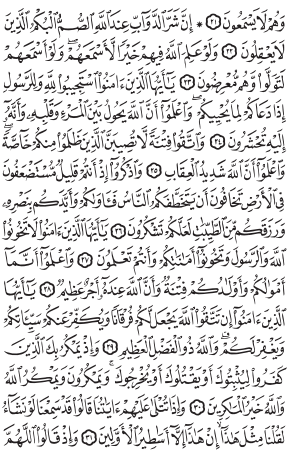 وَهُمْ لَا يَسْمَعُونَ ٢١ ۞ إِنَّ شَرَّ الدَّوَآبِّ عِندَ اللَّهِ الصُّمُّ الْبُكْمُ الَّذِينَ
لَا يَعْقِلُونَ ٢٢ وَلَوْ عَلِمَ اللَّهُ فِيهِمْ خَيْرًا لَّأَسْمَعَهُمْ ۖ وَلَوْ أَسْمَعَهُمْ
لَتَوَلَّوا وَّهُم مُّعْرِضُونَ ٢٣ يَا أَيُّهَا الَّذِينَ آمَنُوا اسْتَجِيبُوا لِلَّهِ وَلِلرَّسُولِ
إِذَا دَعَاكُمْ لِمَا يُحْيِيكُمْ ۖ وَاعْلَمُوا أَنَّ اللَّهَ يَحُولُ بَيْنَ الْمَرْءِ وَقَلْبِهِ وَأَنَّهُ
إِلَيْهِ تُحْشَرُونَ ٢٤ وَاتَّقُوا فِتْنَةً لَّا تُصِيبَنَّ الَّذِينَ ظَلَمُوا مِنكُمْ خَاصَّةً ۖ
وَاعْلَمُوا أَنَّ اللَّهَ شَدِيدُ الْعِقَابِ ٢٥ وَاذْكُرُوا إِذْ أَنتُمْ قَلِيلٌ مُّسْتَضْعَفُونَ
فِي الْأَرْضِ تَخَافُونَ أَن يَتَخَطَّفَكُمُ النَّاسُ فَآوَاكُمْ وَأَيَّدَكُم بِنَصْرِهِ
وَرَزَقَكُم مِّنَ الطَّيِّبَاتِ لَعَلَّكُمْ تَشْكُرُونَ ٢٦ يَا أَيُّهَا الَّذِينَ آمَنُوا لَا تَخُونُوا
اللَّهَ وَالرَّسُولَ وَتَخُونُوا أَمَانَاتِكُمْ وَأَنتُمْ تَعْلَمُونَ ٢٧ وَاعْلَمُوا أَنَّمَا
أَمْوَالُكُمْ وَأَوْلَادُكُمْ فِتْنَةٌ وَأَنَّ اللَّهَ عِندَهُ أَجْرٌ عَظِيمٌ ٢٨ يَا أَيُّهَا
الَّذِينَ آمَنُوا إِن تَتَّقُوا اللَّهَ يَجْعَل لَّكُمْ فُرْقَانًا وَيُكَفِّرْ عَنكُمْ سَيِّئَاتِكُمْ
وَيَغْفِرْ لَكُمْ ۗ وَاللَّهُ ذُو الْفَضْلِ الْعَظِيمِ ٢٩ وَإِذْ يَمْكُرُ بِكَ الَّذِينَ
كَفَرُوا لِيُثْبِتُوكَ أَوْ يَقْتُلُوكَ أَوْ يُخْرِجُوكَ ۚ وَيَمْكُرُونَ وَيَمْكُرُ اللَّهُ
وَاللَّهُ خَيْرُ الْمَاكِرِينَ ٣٠ وَإِذَا تُتْلَىٰ عَلَيْهِمْ آيَاتُنَا قَالُوا قَدْ سَمِعْنَا لَوْ نَشَاءُ
لَقُلْنَا مِثْلَ هَٰذَا ۙ إِنْ هَٰذَا إِلَّا أَسَاطِيرُ الْأَوَّلِينَ ٣١ وَإِذْ قَالُوا اللَّهُمَّ